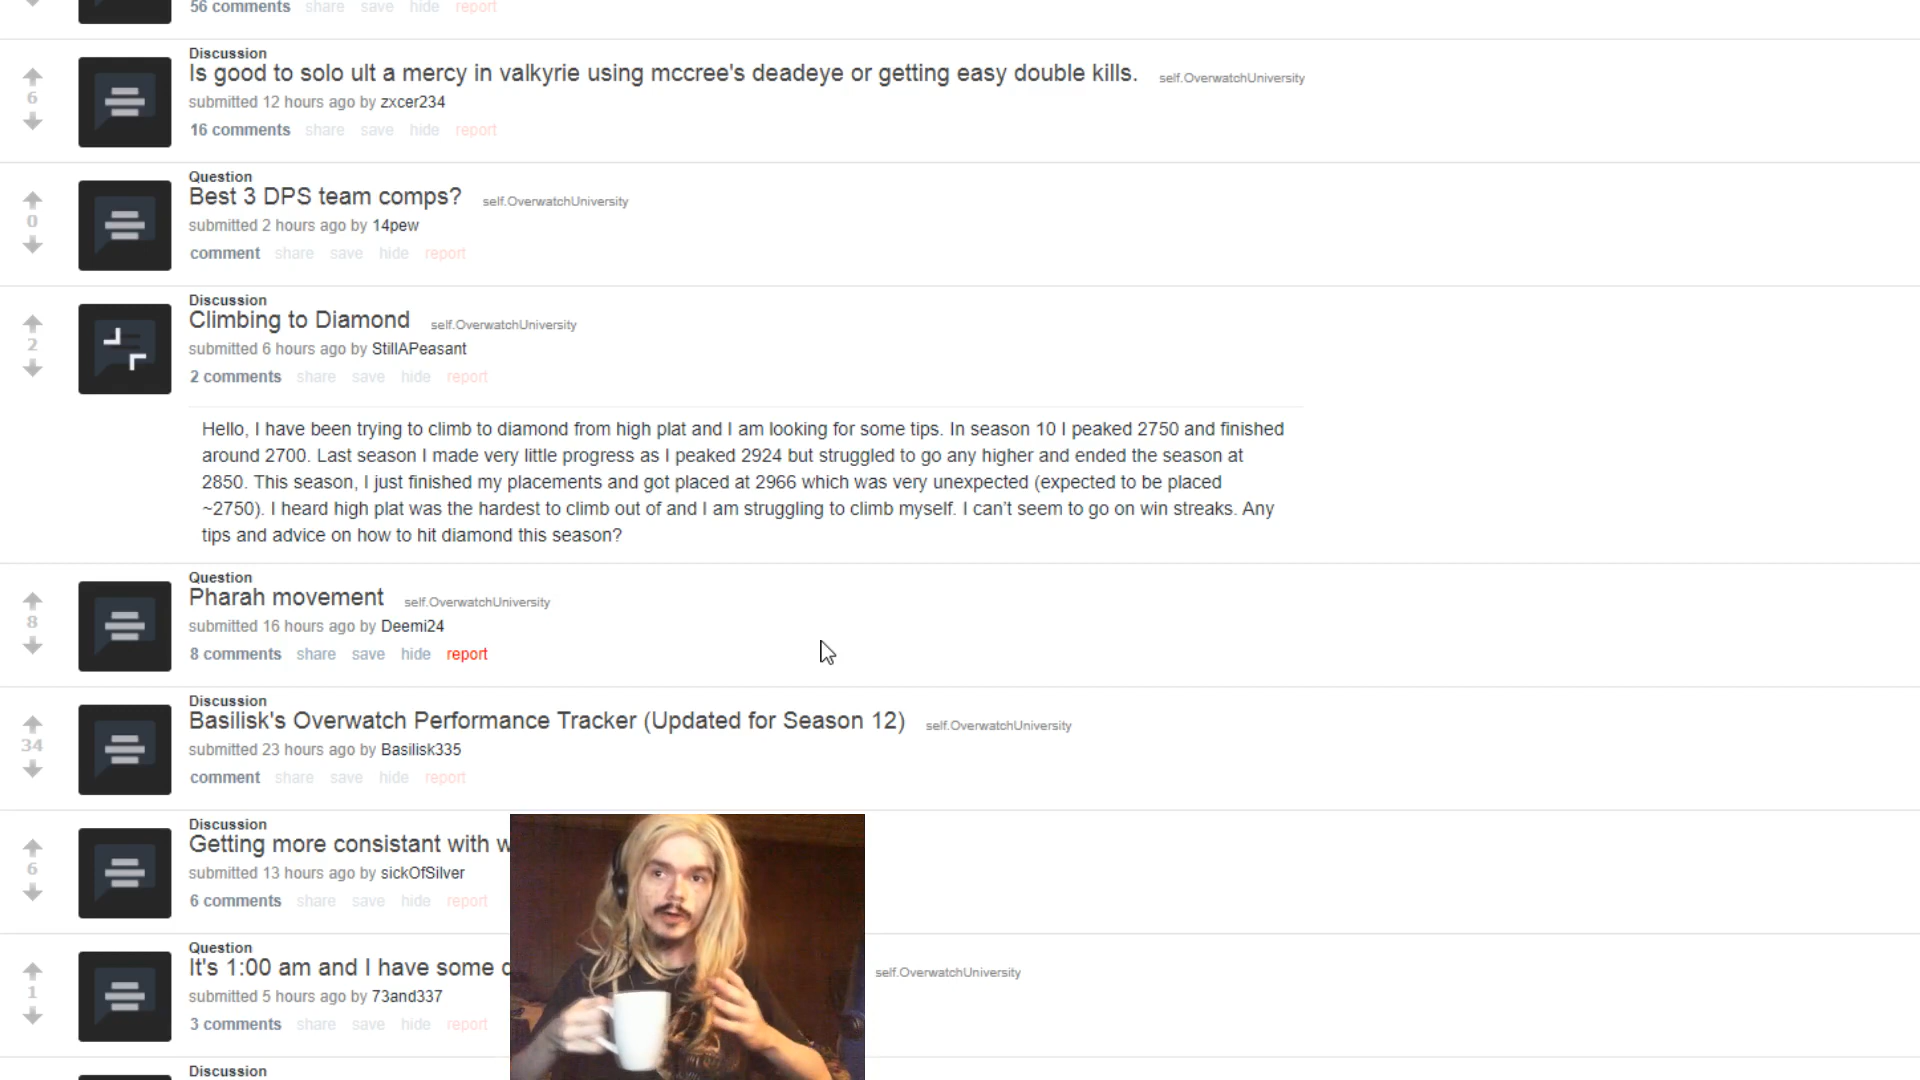 56 comments share save hide report
Discussion
Is good to solo ult a mercy in valkyrie using mccree's deadeye or getting easy double kills. self.OverwatchUniversity
6
submitted 12 hours ago by zxcer234
16 comments share save hide report
Question
Best 3 DPS team comps? self.OverwatchUniversity
0
submitted 2 hours ago by 14pew
comment share save hide report
Discussion
Climbing to Diamond self.OverwatchUniversity
2
submitted 6 hours ago by StillAPeasant
2 comments share save hide report
Hello, I have been trying to climb to diamond from high plat and I am looking for some tips. In season 10 I peaked 2750 and finished
around 2700. Last season I made very little progress as I peaked 2924 but struggled to go any higher and ended the season at
2850. This season, I just finished my placements and got placed at 2966 which was very unexpected (expected to be placed
~2750). I heard high plat was the hardest to climb out of and I am struggling to climb myself. I can't seem to go on win streaks. Any
tips and advice on how to hit diamond this season?
Question
Pharah movement self.OverwatchUniversity
8
submitted 16 hours ago by Deemi24
8 comments share save hide report
Discussion
Basilisk's Overwatch Performance Tracker (Updated for Season 12) self.OverwatchUniversity
34
submitted 23 hours ago by Basilisk335
comment share save hide report
Discussion
Getting more consistant with
6
submitted 13 hours ago by sickOfSilver
6 comments share save hide report
Question
It's 1:00 am and I have some self.OverwatchUniversity
1
submitted 5 hours ago by 73and337
3 comments share save hide report
Discussion